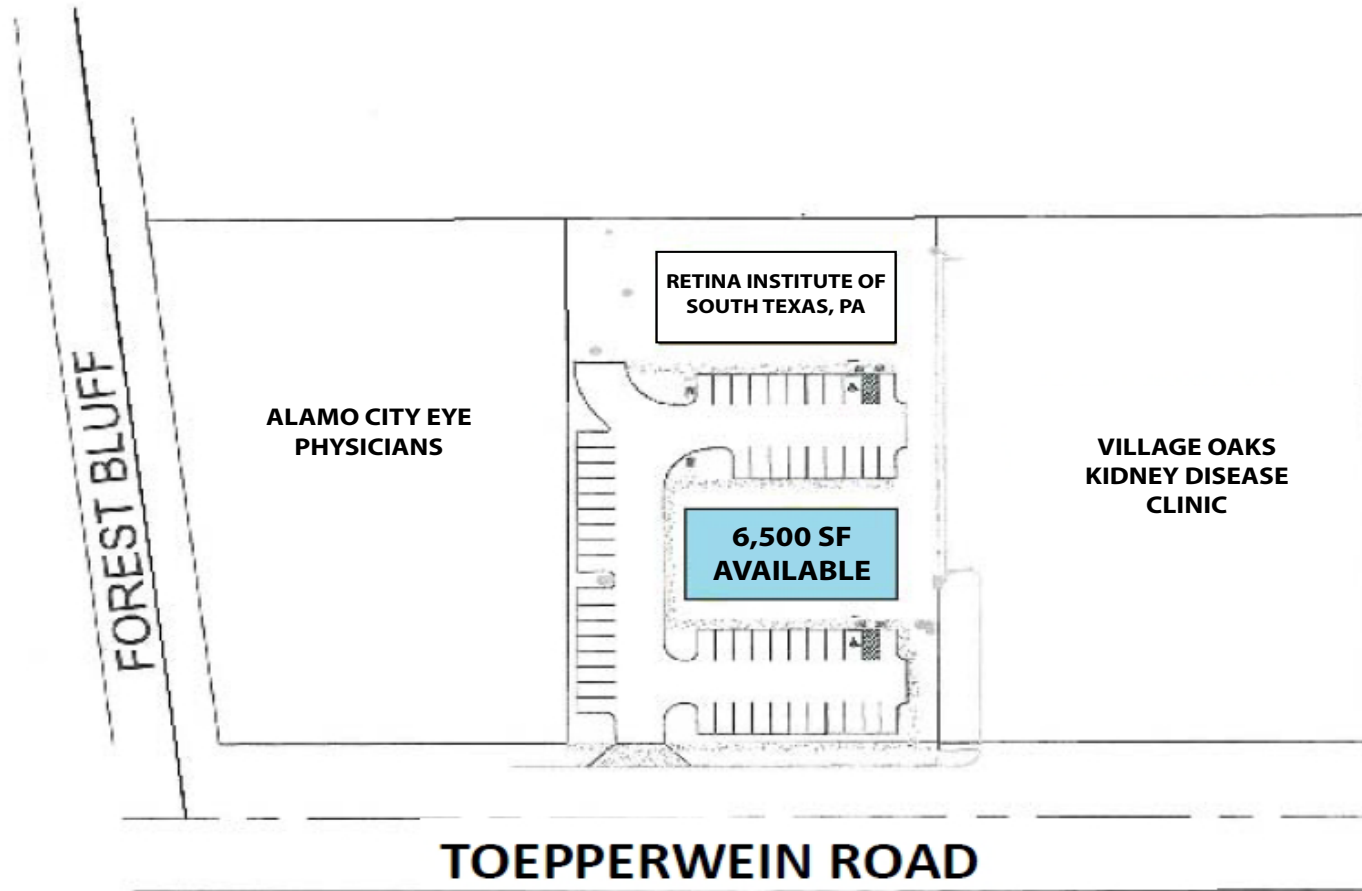 RETINA INSTITUTE OF
SOUTH TEXAS, PA
FOREST BLUFF
ALAMO CITY EYE
PHYSICIANS
VILLAGE OAKS
KIDNEY DISEASE
CLINIC
6,500 SF
AVAILABLE
TOEPPERWEIN ROAD